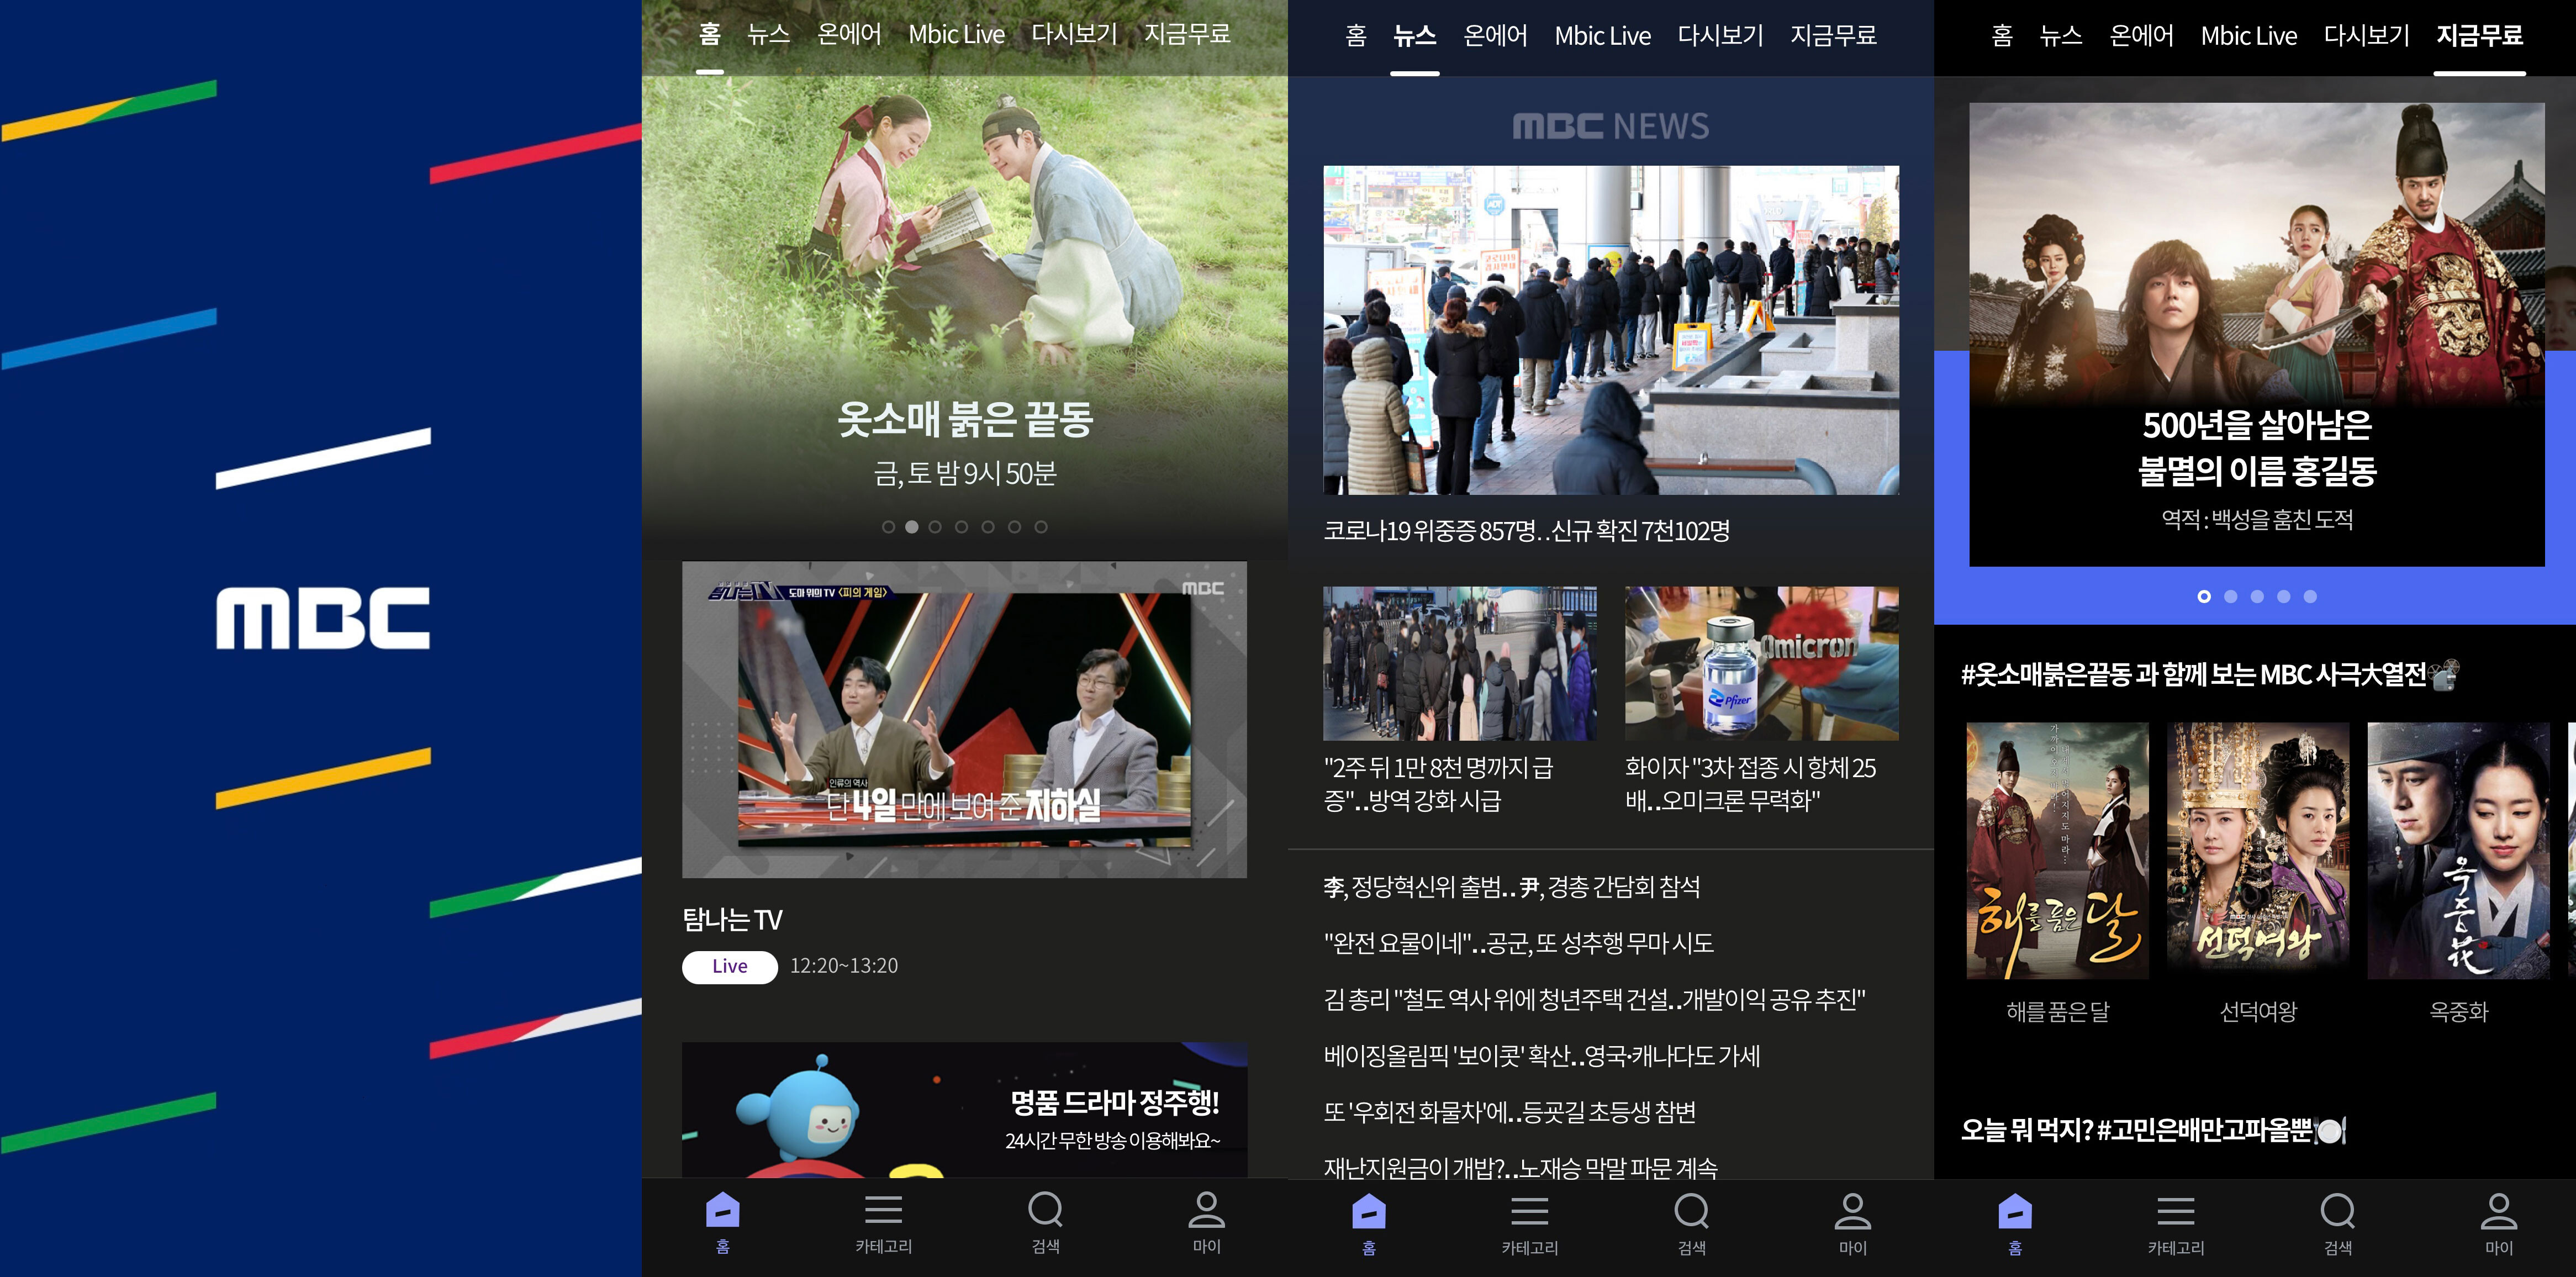 MBC
홈 뉴스 온에어 Mbic Live 다시보기 지금무료
옷소매 붉은 끝동
금, 토 밤 9시 50분
탐나는TV 도마 위의 TV <피의 게임> MBC
인류의 역사
단 4일 만에 보여 준 지하실
탐나는 TV
Live 12:20~13:20
명품 드라마 정주행!
24시간 무한 방송 이용해봐요~
홈 카테고리 검색 마이
홈 뉴스 온에어 Mbic Live 다시보기 지금무료
MBC NEWS
코로나19 위중증 857명‥신규 확진 7천102명
Omicron
Pfizer
"2주 뒤 1만 8천 명까지 급
증"‥방역 강화 시급
화이자 "3차 접종 시 항체 25
배‥오미크론 무력화"
李, 정당혁신위 출범‥尹, 경총 간담회 참석
"완전 요물이네"‥공군, 또 성추행 무마 시도
김 총리 "철도 역사 위에 청년주택 건설‥개발이익 공유 추진"
베이징올림픽 '보이콧' 확산‥영국·캐나다도 가세
또 '우회전 화물차'에‥등굣길 초등생 참변
재난지원금이 개밥?‥노재승 막말 파문 계속
홈 카테고리 검색 마이
홈 뉴스 온에어 Mbic Live 다시보기 지금무료
500년을 살아남은
불멸의 이름 홍길동
역적 : 백성을 훔친 도적
#옷소매붉은끝동 과 함께 보는 MBC 사극大열전📽
해를 품은 달
선덕여왕
옥중花
해를 품은 달
선덕여왕
옥중화
오늘 뭐 먹지? #고민은배만고파올뿐🍽
홈 카테고리 검색 마이